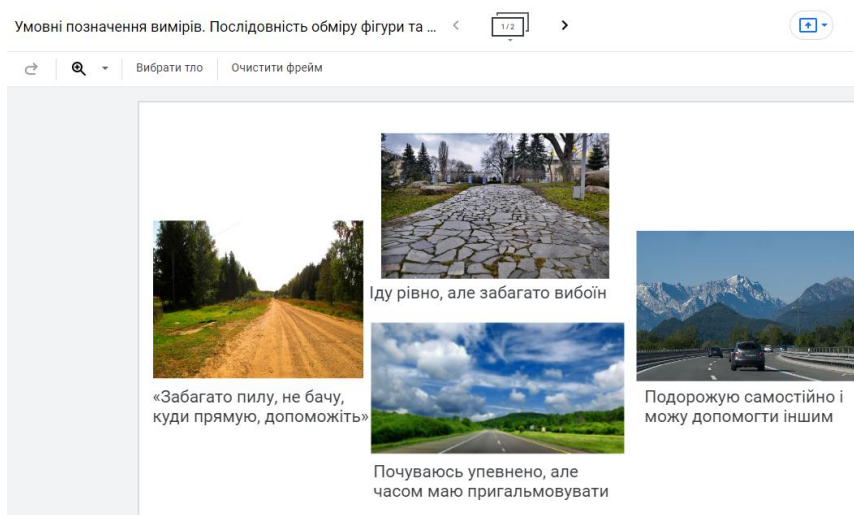 Умовні позначення вимірів. Послідовність обміру фігури та ...
1/2
Вибрати тло
Очистити фрейм
Іду рівно, але забагато вибоїн
«Забагато пилу, не бачу,
куди прямую, допоможіть»
Подорожую самостійно і
можу допомогти іншим
Почуваюсь упевнено, але
часом маю пригальмовувати